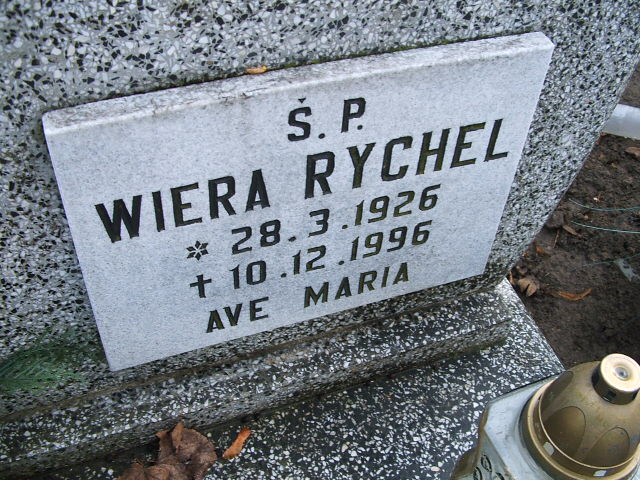 Ś.P.
WIERA RYCHEL
* 28.3.1926
✝ 10.12.1996
AVE MARIA